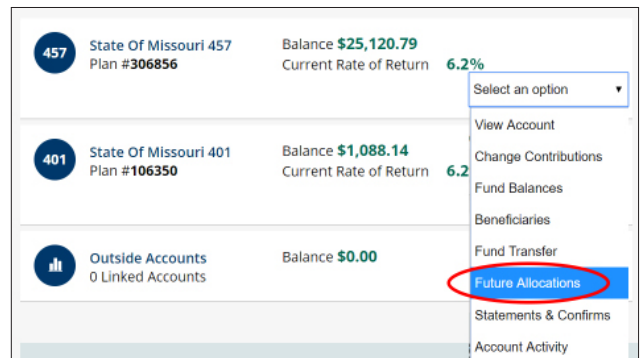 457
State Of Missouri 457
Plan #306856
Balance $25,120.79
Current Rate of Return 6.2%
401
State Of Missouri 401
Plan #106350
Balance $1,088.14
Current Rate of Return 6.2
Outside Accounts
0 Linked Accounts
Balance $0.00
Select an option
View Account
Change Contributions
Fund Balances
Beneficiaries
Fund Transfer
Future Allocations
Statements & Confirms
Account Activity